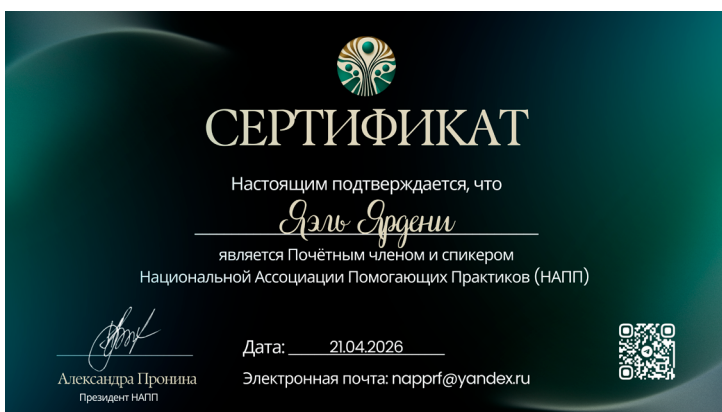 СЕРТИФИКАТ
Настоящим подтверждается, что
Яэль Ярдени
является Почётным членом и спикером
Национальной Ассоциации Помогающих Практиков (НАПП)
Дата: 21.04.2026
Электронная почта: napprf@yandex.ru
Александра Пронина
Президент НАПП